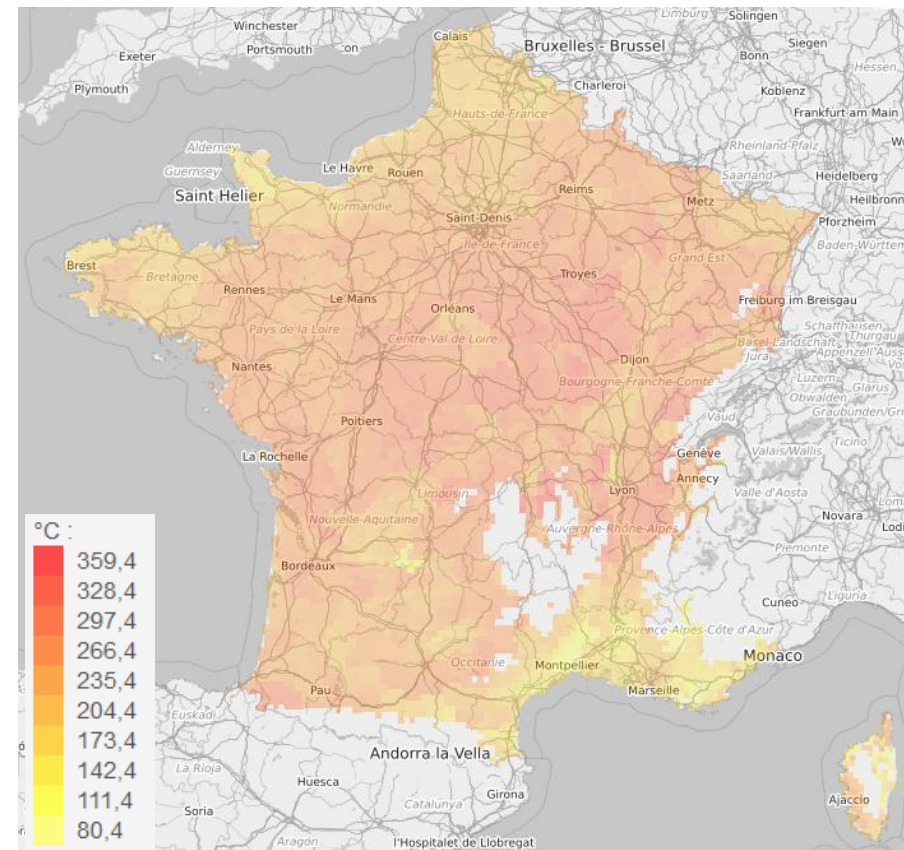 Limburg
Solingen
Winchester
Calais
Bruxelles - Brussel
Siegen
Exeter
Portsmouth
Bonn
Hessen
Plymouth
Charleroi
Koblenz
Hauts-de-France
Frankfurt am Main
Alderney
Rheinland-Pfalz
Guernsey
Le Havre
Rouen
Saarland
Heidelberg
Saint Helier
Reims
Metz
Heilbronn
Normandie
Saint-Denis
Pforzheim
Île-de-France
Grand Est
Baden-Württem
Brest
Bretagne
Troyes
Rennes
Le Mans
Orléans
Freiburg im Breisgau
Pays de la Loire
Centre-Val de Loire
Schaffhausen
Thurgau
Nantes
Dijon
Basel-Landschaft
Jura
Appenzell Ausse
Bourgogne-Franche-Comté
Luzern
Glarus
Obwalden
Poitiers
Vaud
Graubünden/Gri
La Rochelle
Genève
Valais/Wallis
Ticino
Annecy
Limousin
Lyon
Valle d'Aosta
Nouvelle-Aquitaine
Auvergne-Rhône-Alpes
Novara
Lodi
Piemonte
Bordeaux
Cuneo
Liguria
Provence-Alpes-Côte d'Azur
Occitanie
Montpellier
Monaco
Pau
Marseille
Euskadi
Andorra la Vella
La Rioja
Huesca
Girona
Soria
Catalunya
Ajaccio
Aragón
l'Hospitalet de Llobregat
°C :
359,4
328,4
297,4
266,4
235,4
204,4
173,4
142,4
111,4
80,4